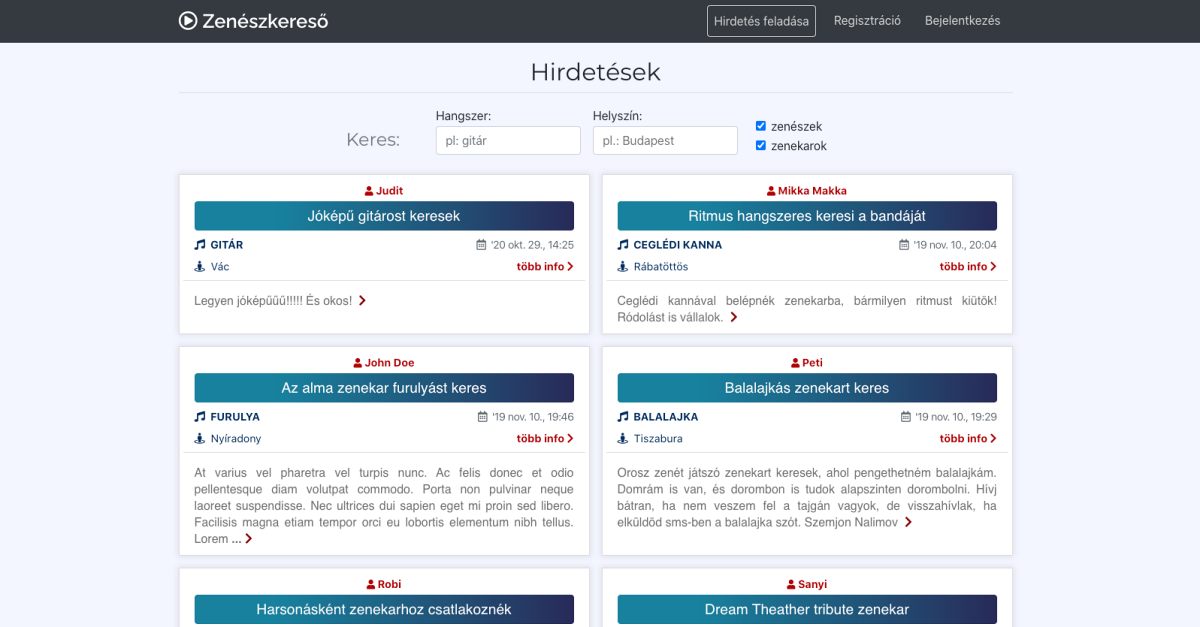 Zenészkereső
Hirdetés feladása
Regisztráció
Bejelentkezés
Hirdetések
Keres:
Hangszer:
pl: gitár
Helyszín:
pl.: Budapest
zenészek
zenekarok
Judit
Jóképű gitárost keresek
GITÁR
'20 okt. 29., 14:25
Vác
több info
Legyen jóképűűű!!!!! És okos!
Mikka Makka
Ritmus hangszeres keresi a bandáját
CEGLÉDI KANNA
'19 nov. 10., 20:04
Rábatöttös
több info
Ceglédi kannával belépnék zenekarba, bármilyen ritmust kiütök!
Ródolást is vállalok.
John Doe
Az alma zenekar furulyást keres
FURULYA
'19 nov. 10., 19:46
Nyíradony
több info
At varius vel pharetra vel turpis nunc. Ac felis donec et odio
pellentesque diam volutpat commodo. Porta non pulvinar neque
laoreet suspendisse. Nec ultrices dui sapien eget mi proin sed libero.
Facilisis magna etiam tempor orci eu lobortis elementum nibh tellus.
Lorem ...
Peti
Balalajkás zenekart keres
BALALAJKA
'19 nov. 10., 19:29
Tiszabura
több info
Orosz zenét játszó zenekart keresek, ahol pengethetném balalajkám.
Domrám is van, és dorombon is tudok alapszinten dorombolni. Hívj
bátran, ha nem veszem fel a tajgán vagyok, de visszahívlak, ha
elküldöd sms-ben a balalajka szót. Szemjon Nalimov
Robi
Harsonásként zenekarhoz csatlakoznék
Sanyi
Dream Theather tribute zenekar